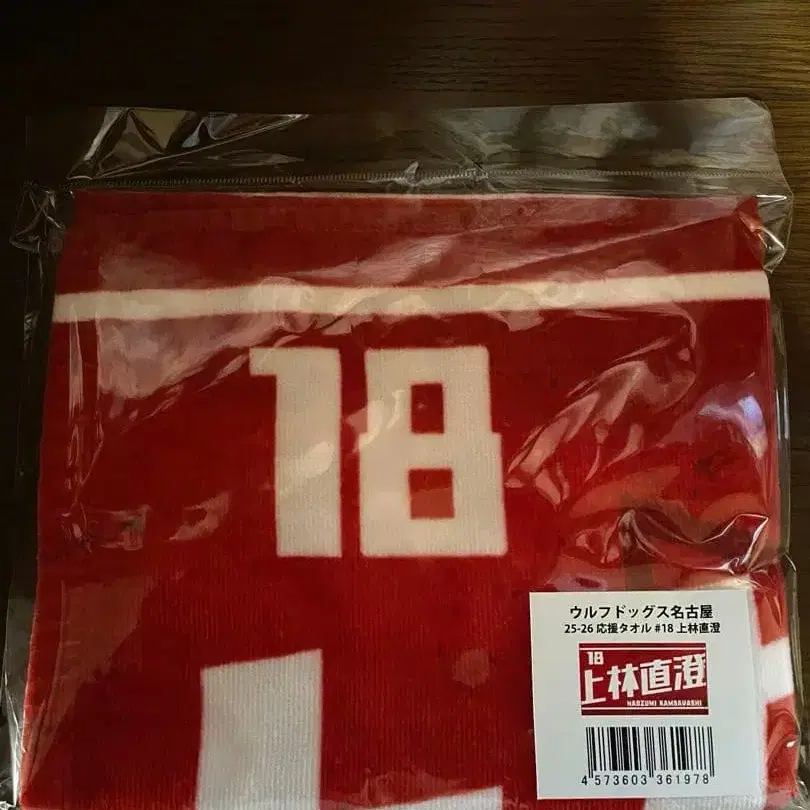 18
ウルフドッグス名古屋
25-26 応援タオル #18 上林直澄
18
上林直澄
NAOZUMI KAMBAYASHI
4 573603 361978